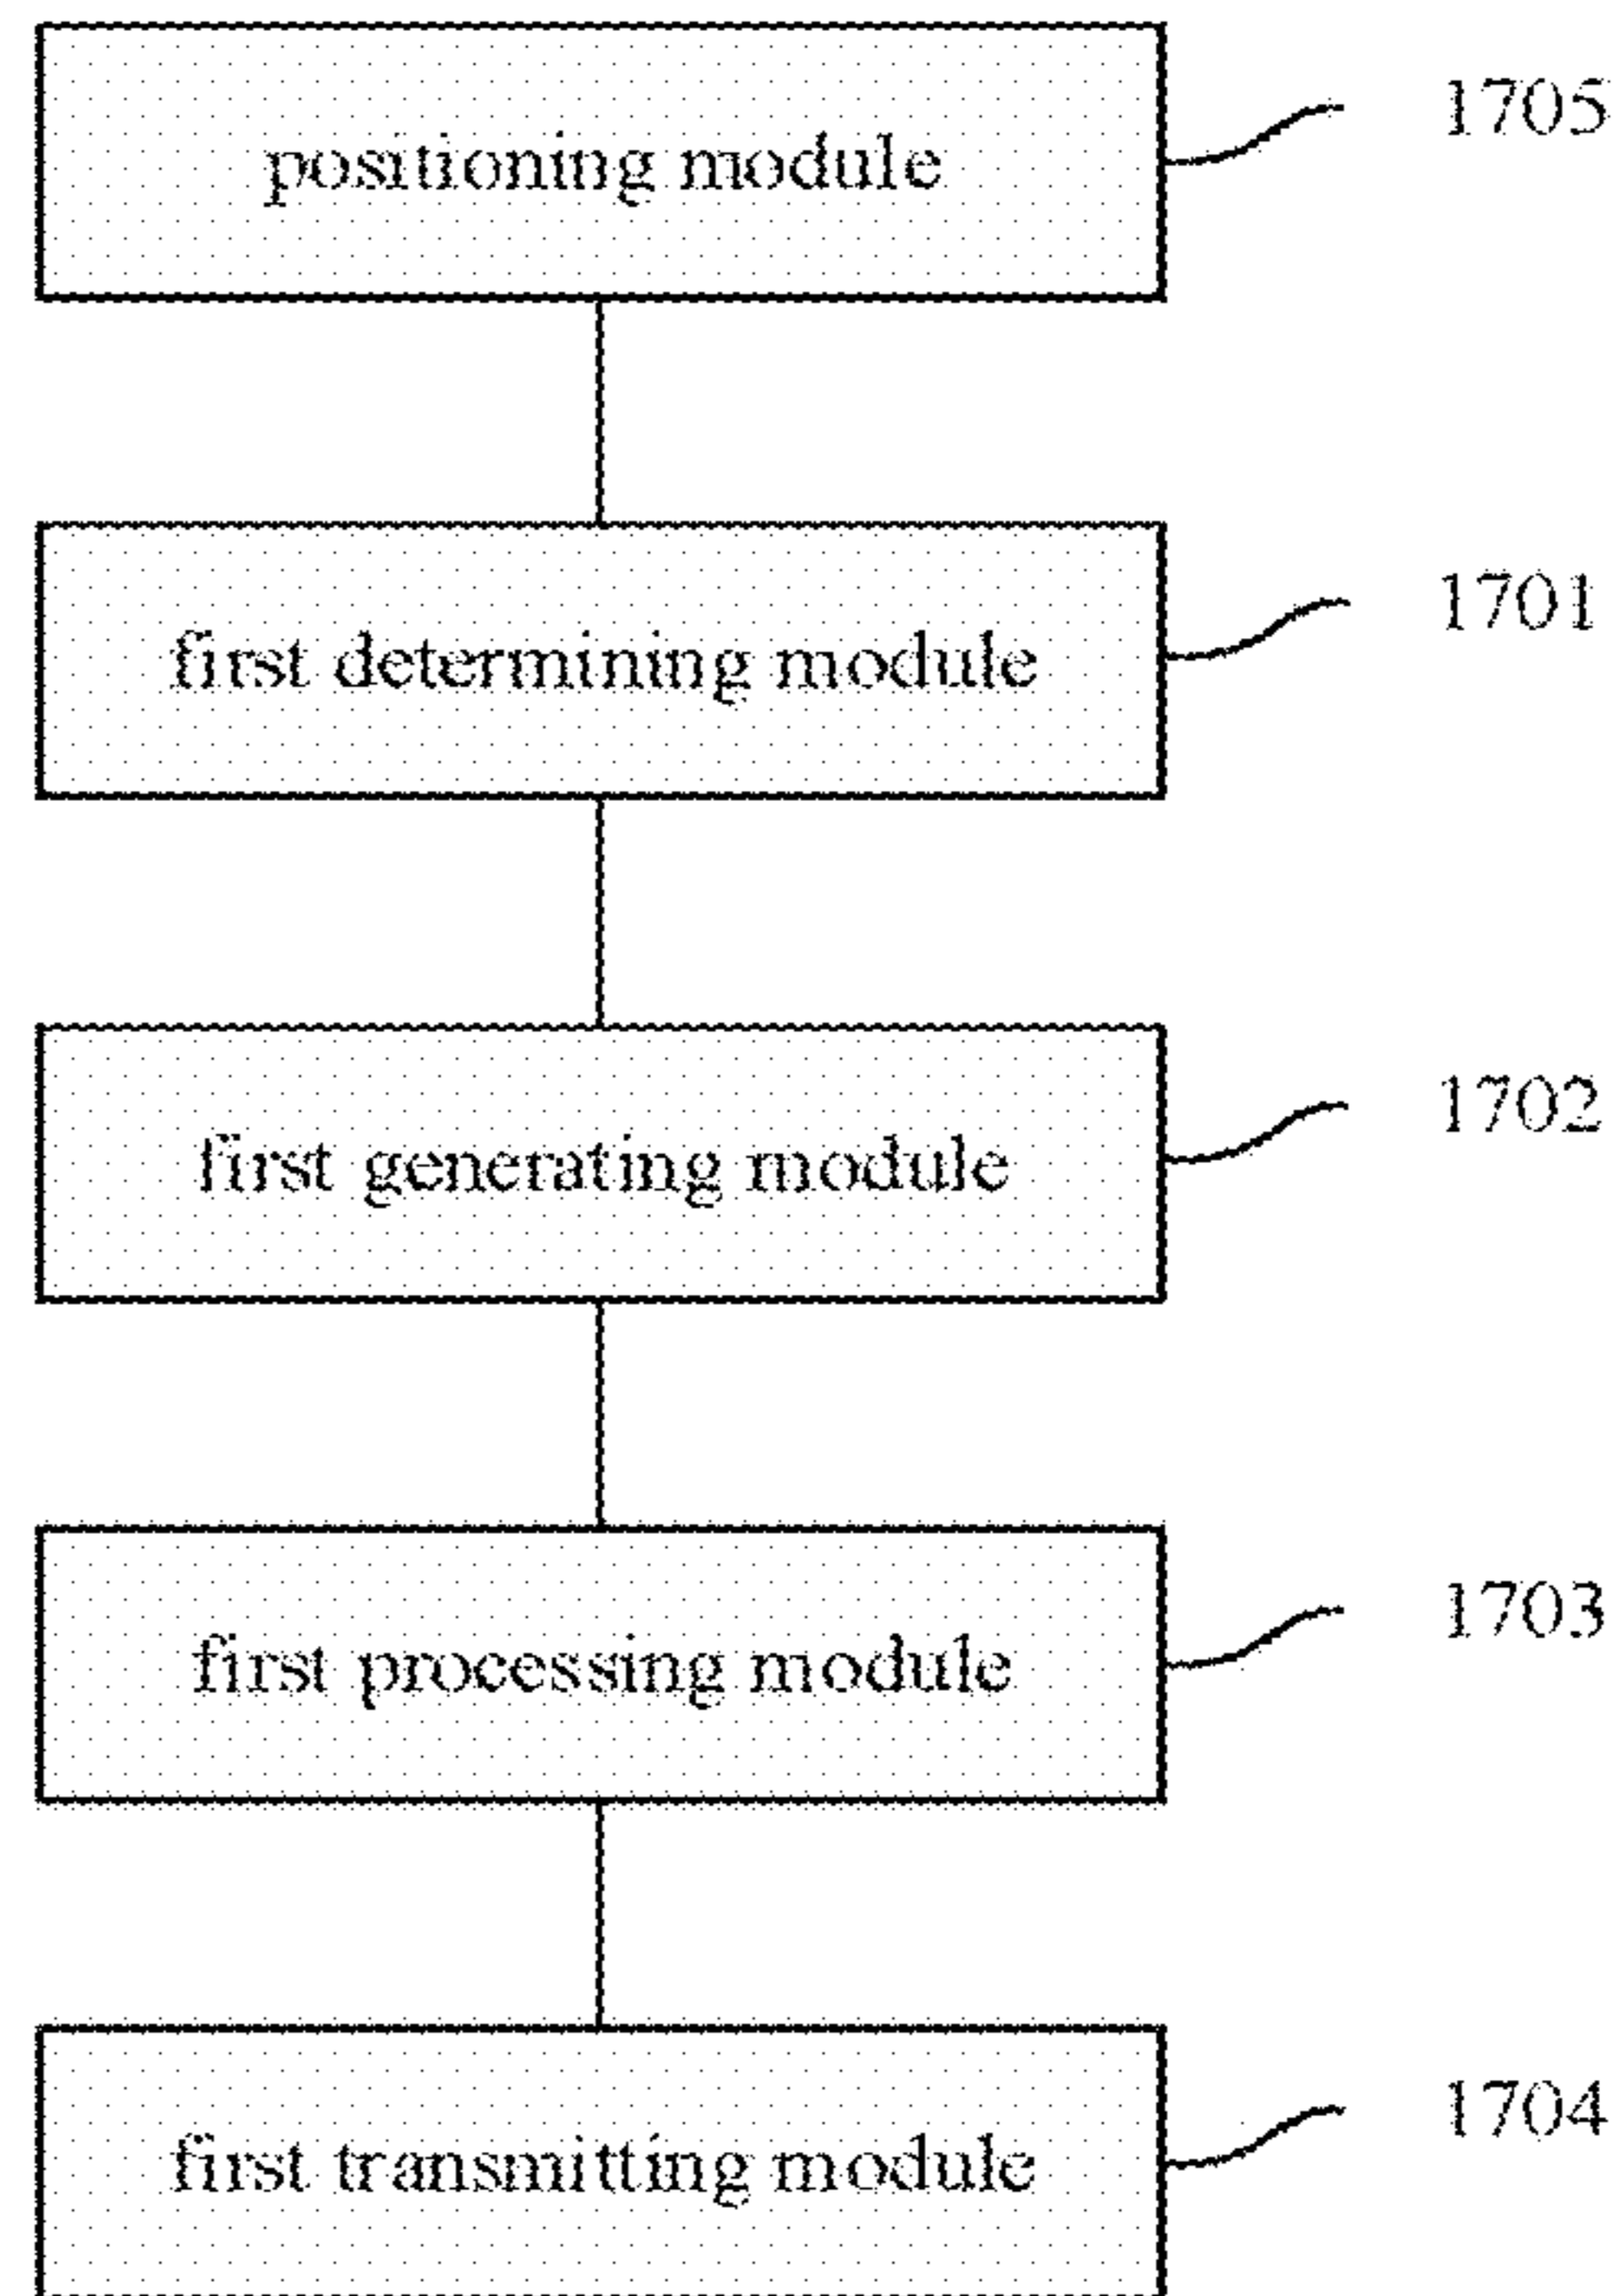 positioning module 1705
first determining module 1701
first generating module 1702
first processing module 1703
first transmitting module 1704